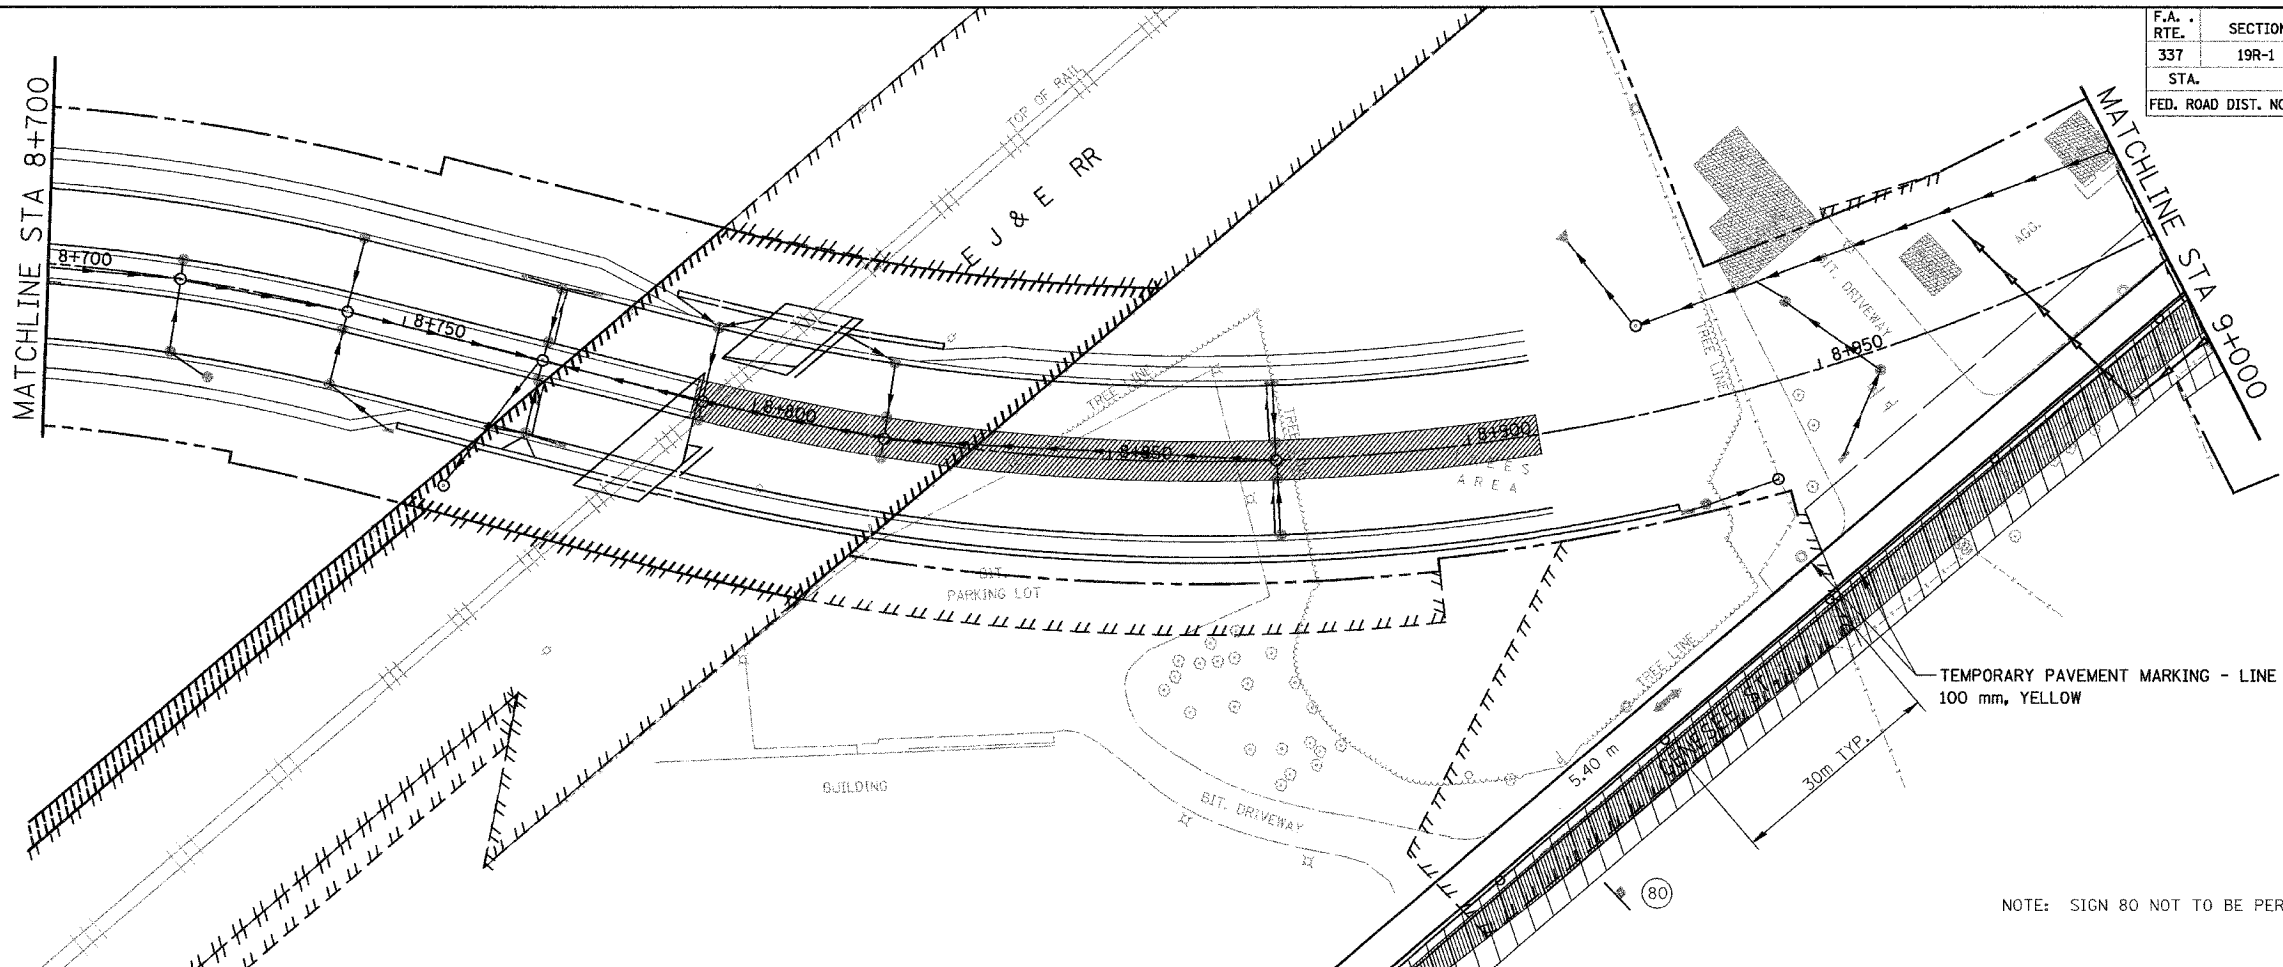 F.A.. RTE. SECTION
337 19R-1
STA.
FED. ROAD DIST. NO
MATCHLINE STA 8+700
MATCHLINE STA 9+000
TOP OF RAIL
E J & E RR
8+700
8+750
8+800
8+850
8+900
8+950
TREE LINE
TREE
TREE LINE
BIT. DRIVEWAY
AGG.
AREA
BIT.
PARKING LOT
BUILDING
BIT. DRIVEWAY
TREE LINE
GENESEE ST.
5.40 m
30m TYP.
TEMPORARY PAVEMENT MARKING - LINE
100 mm, YELLOW
80
NOTE: SIGN 80 NOT TO BE PER